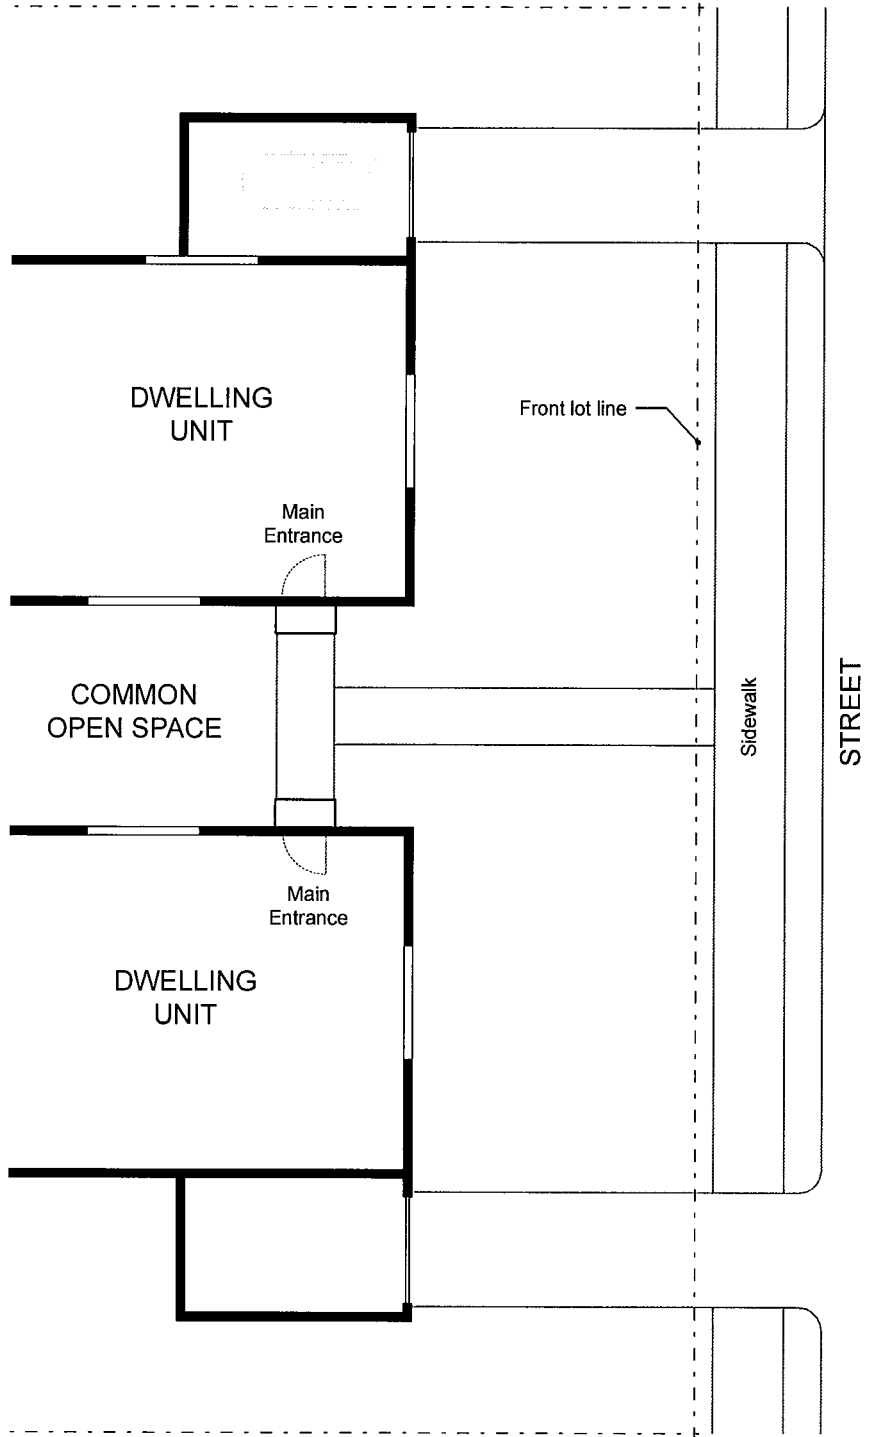 DWELLING
UNIT
Front lot line
Main
Entrance
COMMON
OPEN SPACE
Sidewalk
STREET
Main
Entrance
DWELLING
UNIT